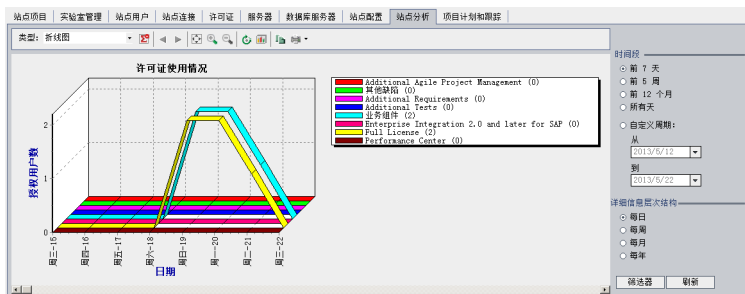 站点项目 实验室管理 站点用户 站点连接 许可证 服务器 数据库服务器 站点配置 站点分析 项目计划和跟踪
类型: 折线图
许可证使用情况
Additional Agile Project Management (0)
其他缺陷 (0)
Additional Requirements (0)
Additional Tests (0)
业务组件 (2)
Enterprise Integration 2.0 and later for SAP (0)
Full License (2)
Performance Center (0)
授权用户数
2
1
0
周三-15
周四-16
周五-17
周六-18
周日-19
周一-20
周二-21
周三-22
日期
时间段
前 7 天
前 5 周
前 12 个月
所有天
自定义周期:
从
2013/5/12
到
2013/5/22
详细信息层次结构
每日
每周
每月
每年
筛选器 刷新